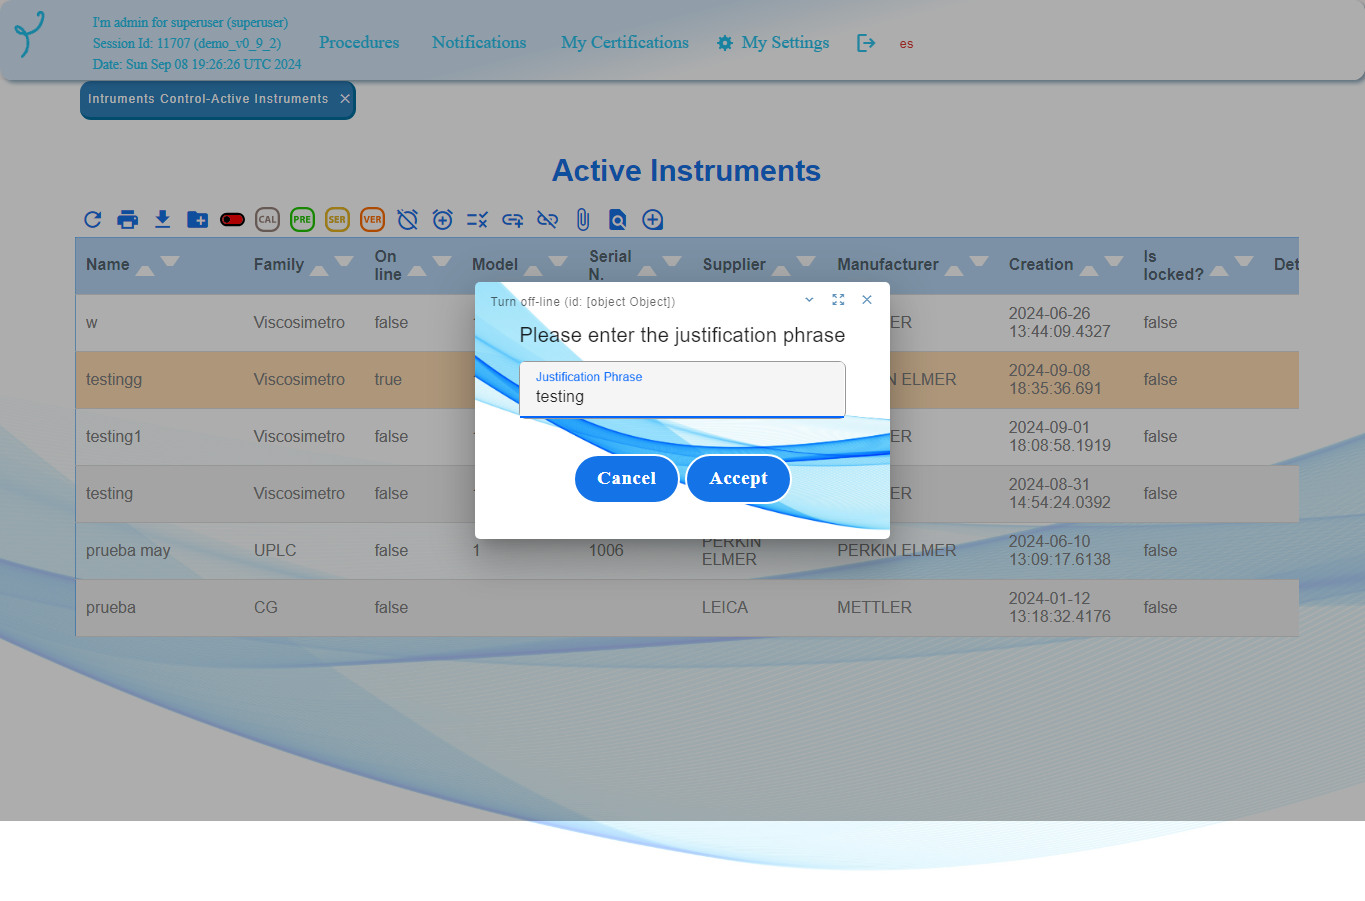 I'm admin for superuser (superuser)
Session Id: 11707 (demo_v0_9_2)
Date: Sun Sep 08 19:26:26 UTC 2024
Procedures
Notifications
My Certifications
My Settings
es
Intruments Control-Active Instruments
Active Instruments
CAL PRE SER VER
Name Family On line Model Serial N. Supplier Manufacturer Creation Is locked? Det
w Viscosimetro false ER 2024-06-26 13:44:09.4327 false
testingg Viscosimetro true N ELMER 2024-09-08 18:35:36.691 false
testing1 Viscosimetro false ER 2024-09-01 18:08:58.1919 false
testing Viscosimetro false ER 2024-08-31 14:54:24.0392 false
prueba may UPLC false 1 1006 PERKIN ELMER PERKIN ELMER 2024-06-10 13:09:17.6138 false
prueba CG false LEICA METTLER 2024-01-12 13:18:32.4176 false
Turn off-line (id: [object Object])
Please enter the justification phrase
Justification Phrase
testing
Cancel
Accept